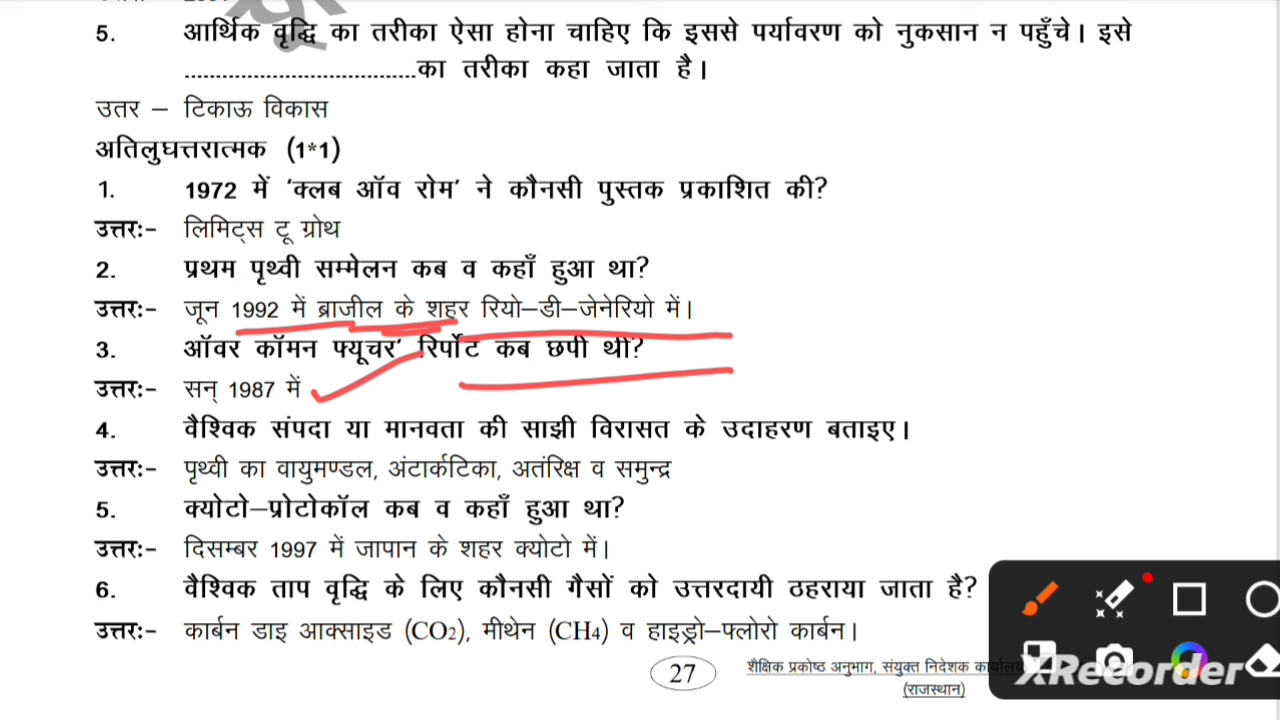 5. आर्थिक वृद्धि का तरीका ऐसा होना चाहिए कि इससे पर्यावरण को नुकसान न पहुँचे। इसे
.....................................का तरीका कहा जाता है।
उतर – टिकाऊ विकास
अतिलुघत्तरात्मक (1*1)
1. 1972 में 'क्लब ऑव रोम' ने कौनसी पुस्तक प्रकाशित की?
उत्तरः- लिमिट्स टू ग्रोथ
2. प्रथम पृथ्वी सम्मेलन कब व कहाँ हुआ था?
उत्तरः- जून 1992 में ब्राजील के शहर रियो–डी–जेनेरियो में।
3. ऑवर कॉमन फ्यूचर' रिर्पोट कब छपी थी?
उत्तरः- सन् 1987 में
4. वैश्विक संपदा या मानवता की साझी विरासत के उदाहरण बताइए।
उत्तरः- पृथ्वी का वायुमण्डल, अंटार्कटिका, अतंरिक्ष व समुन्द्र
5. क्योटो–प्रोटोकॉल कब व कहाँ हुआ था?
उत्तरः- दिसम्बर 1997 में जापान के शहर क्योटो में।
6. वैश्विक ताप वृद्धि के लिए कौनसी गैसों को उत्तरदायी ठहराया जाता है?
उत्तरः- कार्बन डाइ आक्साइड (CO2), मीथेन (CH4) व हाइड्रो–फ्लोरो कार्बन।
27 शैक्षिक प्रकोष्ठ अनुभाग, संयुक्त निदेशक
(राजस्थान)
XRecorder